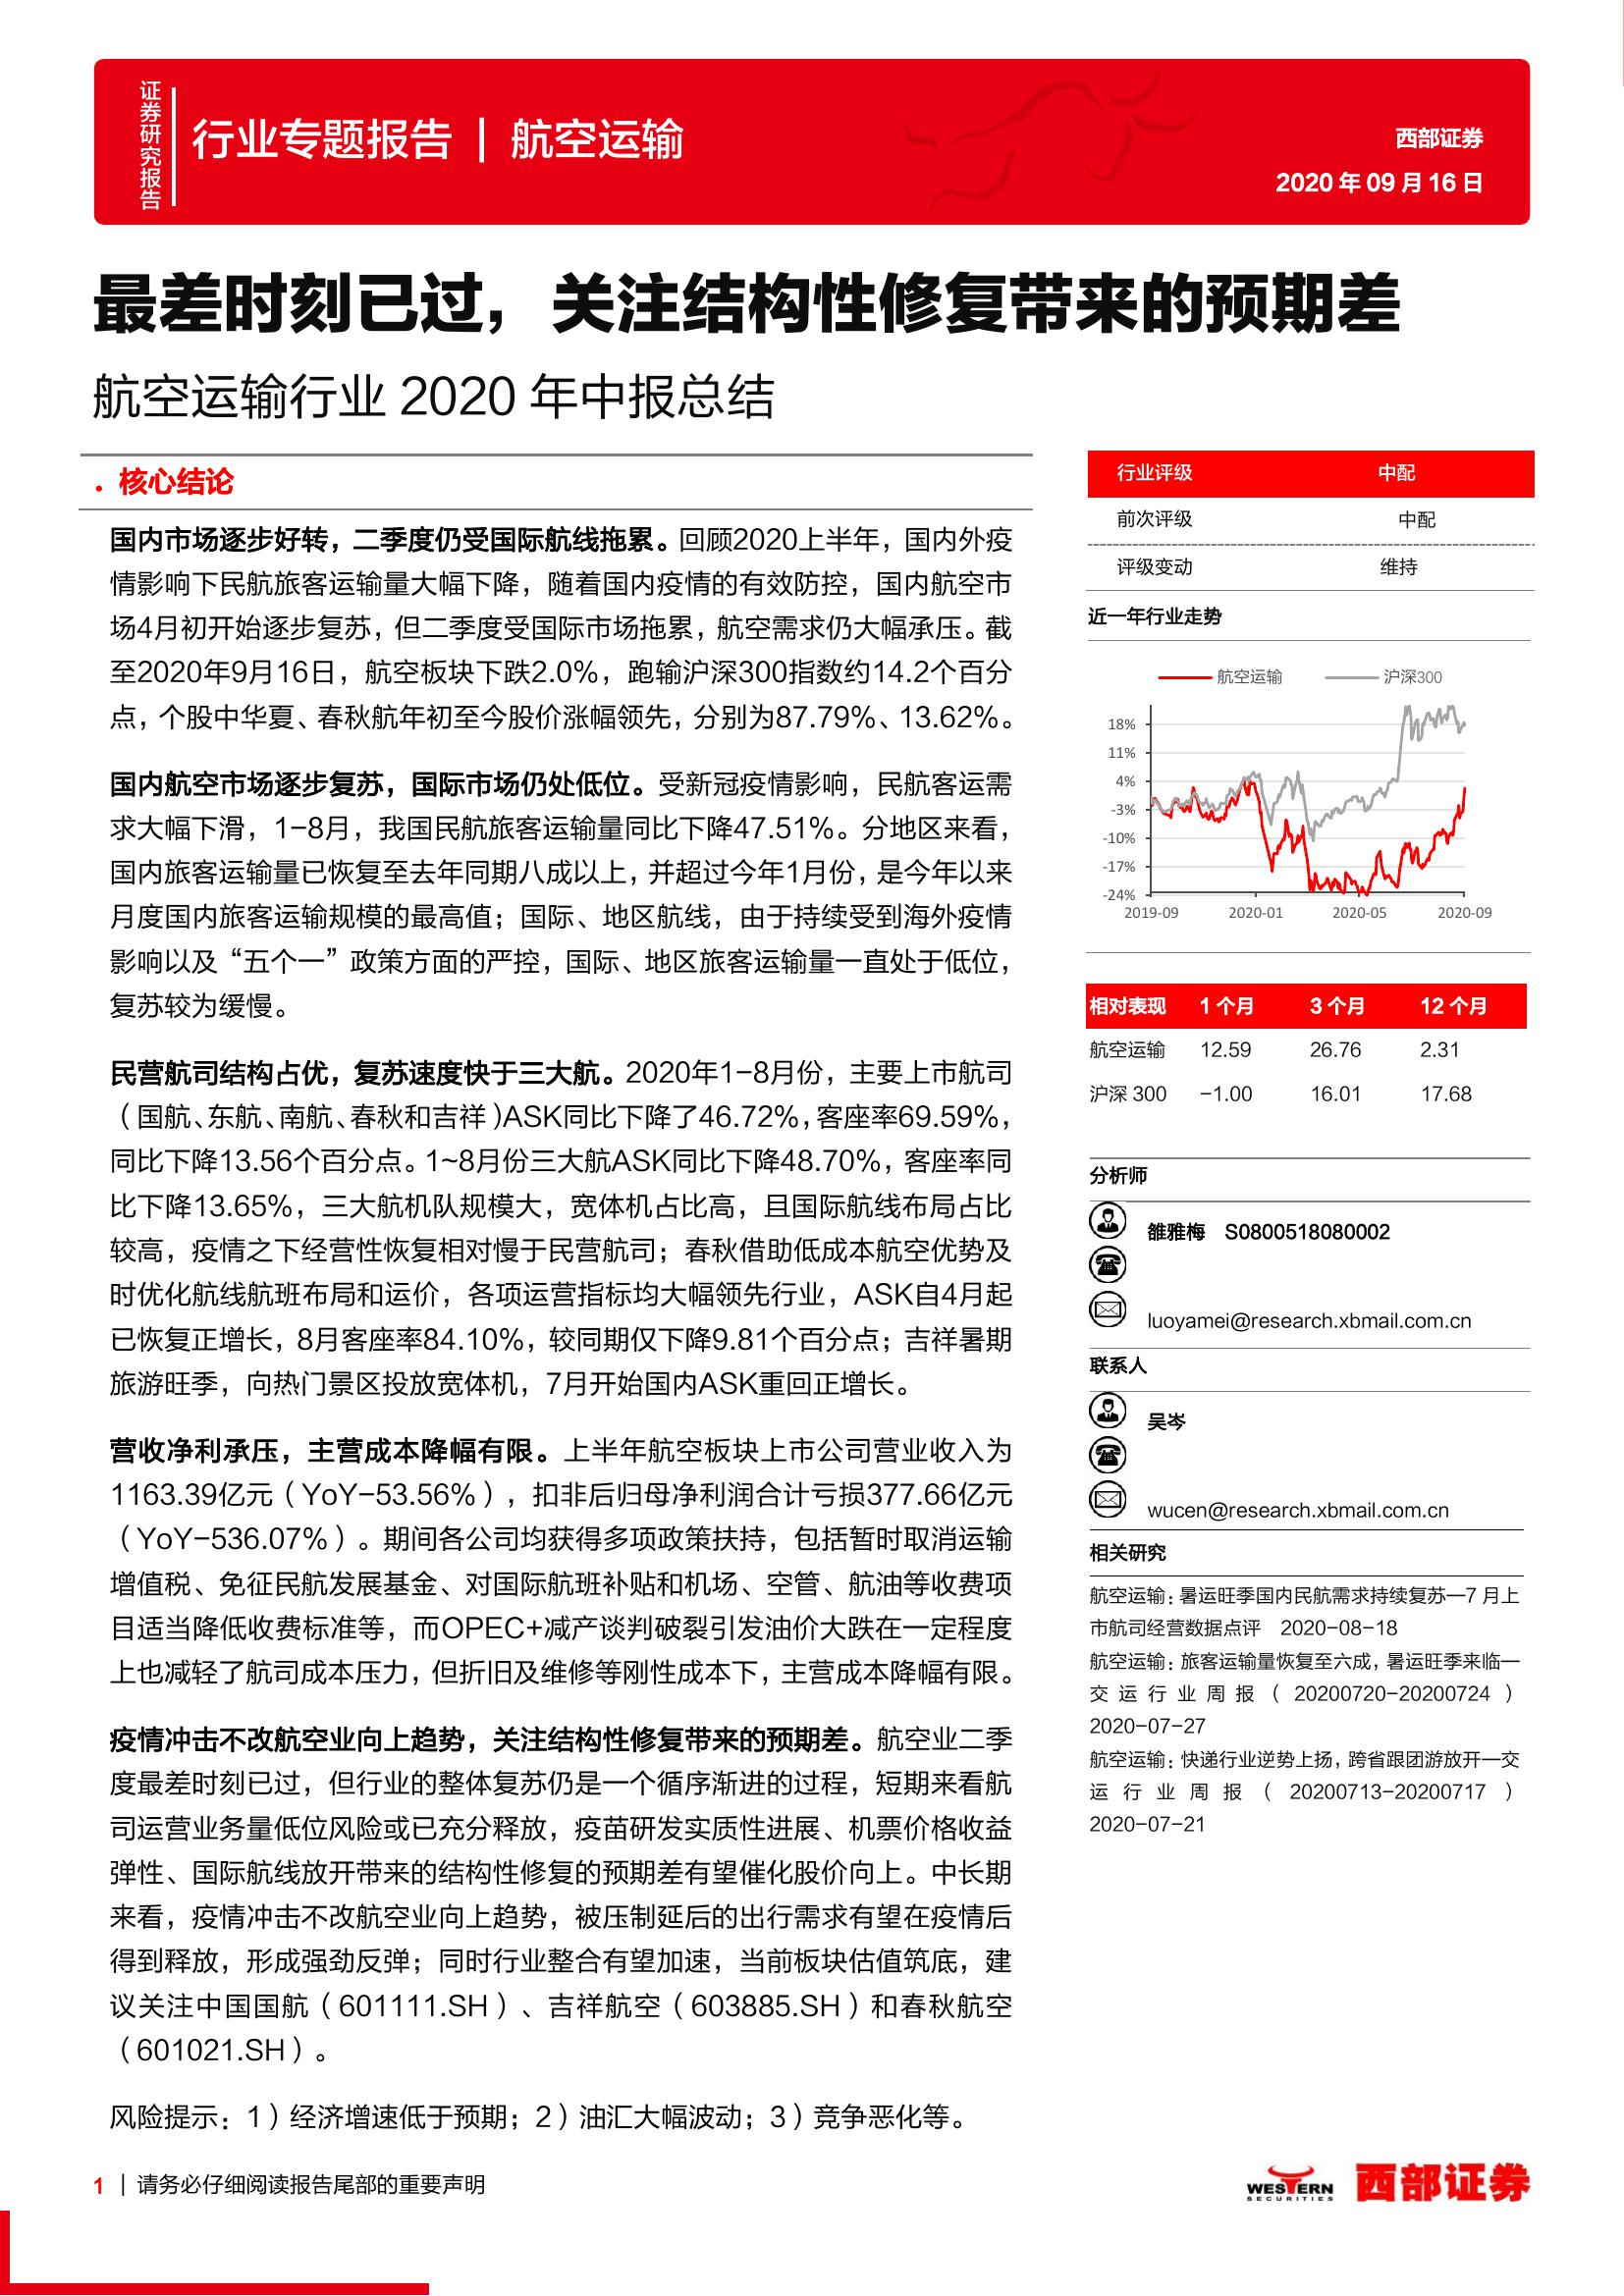 证券研究报告
行业专题报告 | 航空运输
西部证券
2020 年 09 月 16 日
最差时刻已过，关注结构性修复带来的预期差
航空运输行业 2020 年中报总结
• 核心结论
国内市场逐步好转，二季度仍受国际航线拖累。回顾2020上半年，国内外疫
情影响下民航旅客运输量大幅下降，随着国内疫情的有效防控，国内航空市
场4月初开始逐步复苏，但二季度受国际市场拖累，航空需求仍大幅承压。截
至2020年9月16日，航空板块下跌2.0%，跑输沪深300指数约14.2个百分
点，个股中华夏、春秋航年初至今股价涨幅领先，分别为87.79%、13.62%。
国内航空市场逐步复苏，国际市场仍处低位。受新冠疫情影响，民航客运需
求大幅下滑，1-8月，我国民航旅客运输量同比下降47.51%。分地区来看，
国内旅客运输量已恢复至去年同期八成以上，并超过今年1月份，是今年以来
月度国内旅客运输规模的最高值；国际、地区航线，由于持续受到海外疫情
影响以及“五个一”政策方面的严控，国际、地区旅客运输量一直处于低位，
复苏较为缓慢。
民营航司结构占优，复苏速度快于三大航。2020年1-8月份，主要上市航司
（国航、东航、南航、春秋和吉祥)ASK同比下降了46.72%，客座率69.59%，
同比下降13.56个百分点。1~8月份三大航ASK同比下降48.70%，客座率同
比下降13.65%，三大航机队规模大，宽体机占比高，且国际航线布局占比
较高，疫情之下经营性恢复相对慢于民营航司；春秋借助低成本航空优势及
时优化航线航班布局和运价，各项运营指标均大幅领先行业，ASK自4月起
已恢复正增长，8月客座率84.10%，较同期仅下降9.81个百分点；吉祥暑期
旅游旺季，向热门景区投放宽体机，7月开始国内ASK重回正增长。
营收净利承压，主营成本降幅有限。上半年航空板块上市公司营业收入为
1163.39亿元（YoY-53.56%），扣非后归母净利润合计亏损377.66亿元
（YoY-536.07%）。期间各公司均获得多项政策扶持，包括暂时取消运输
增值税、免征民航发展基金、对国际航班补贴和机场、空管、航油等收费项
目适当降低收费标准等，而OPEC+减产谈判破裂引发油价大跌在一定程度
上也减轻了航司成本压力，但折旧及维修等刚性成本下，主营成本降幅有限。
疫情冲击不改航空业向上趋势，关注结构性修复带来的预期差。航空业二季
度最差时刻已过，但行业的整体复苏仍是一个循序渐进的过程，短期来看航
司运营业务量低位风险或已充分释放，疫苗研发实质性进展、机票价格收益
弹性、国际航线放开带来的结构性修复的预期差有望催化股价向上。中长期
来看，疫情冲击不改航空业向上趋势，被压制延后的出行需求有望在疫情后
得到释放，形成强劲反弹；同时行业整合有望加速，当前板块估值筑底，建
议关注中国国航（601111.SH）、吉祥航空（603885.SH）和春秋航空
（601021.SH）。
风险提示：1）经济增速低于预期；2）油汇大幅波动；3）竞争恶化等。
行业评级 中配
前次评级 中配
评级变动 维持
近一年行业走势
航空运输 沪深300
18%
11%
4%
-3%
-10%
-17%
-24%
2019-09 2020-01 2020-05 2020-09
相对表现 1 个月 3 个月 12 个月
航空运输 12.59 26.76 2.31
沪深 300 -1.00 16.01 17.68
分析师
雒雅梅 S0800518080002
luoyamei@research.xbmail.com.cn
联系人
吴岑
wucen@research.xbmail.com.cn
相关研究
航空运输：暑运旺季国内民航需求持续复苏—7 月上
市航司经营数据点评 2020-08-18
航空运输：旅客运输量恢复至六成，暑运旺季来临—
交运行业周报（20200720-20200724）
2020-07-27
航空运输：快递行业逆势上扬，跨省跟团游放开—交
运行业周报（20200713-20200717）
2020-07-21
1 | 请务必仔细阅读报告尾部的重要声明
WESTERN
SECURITIES
西部证券